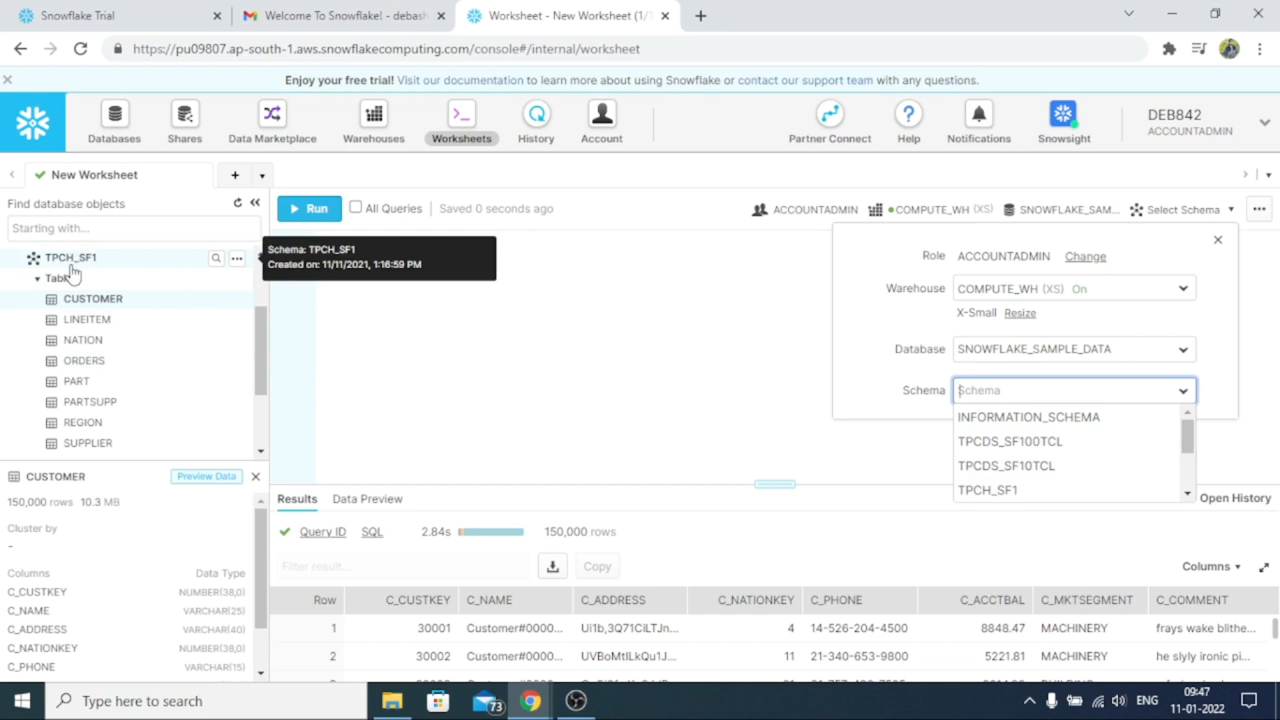 Snowflake Trial
Welcome To Snowflake! - debash
Worksheet - New Worksheet (1/1
https://pu09807.ap-south-1.aws.snowflakecomputing.com/console#/internal/worksheet
Enjoy your free trial! Visit our documentation to learn more about using Snowflake or contact our support team with any questions.
Databases
Shares
Data Marketplace
Warehouses
Worksheets
History
Account
Partner Connect
Help
Notifications
Snowsight
DEB842
ACCOUNTADMIN
New Worksheet
Find database objects
Starting with...
Run
All Queries
Saved 0 seconds ago
ACCOUNTADMIN
COMPUTE_WH (XS)
SNOWFLAKE_SAM...
Select Schema
TPCH_SF1
Schema: TPCH_SF1
Created on: 11/11/2021, 1:16:59 PM
CUSTOMER
LINEITEM
NATION
ORDERS
PART
PARTSUPP
REGION
SUPPLIER
Role ACCOUNTADMIN Change
Warehouse COMPUTE_WH (XS) On
X-Small Resize
Database SNOWFLAKE_SAMPLE_DATA
Schema Schema
INFORMATION_SCHEMA
TPCDS_SF100TCL
TPCDS_SF10TCL
TPCH_SF1
CUSTOMER
Preview Data
150,000 rows 10.3 MB
Cluster by
-
Columns Data Type
C_CUSTKEY NUMBER(38,0)
C_NAME VARCHAR(25)
C_ADDRESS VARCHAR(40)
C_NATIONKEY NUMBER(38,0)
C_PHONE VARCHAR(15)
Results
Data Preview
Open History
Query ID
SQL
2.84s
150,000 rows
Filter result...
Copy
Columns
Row C_CUSTKEY C_NAME C_ADDRESS C_NATIONKEY C_PHONE C_ACCTBAL C_MKTSEGMENT C_COMMENT
1 30001 Customer#0000... 4 14-526-204-4500 8848.47 MACHINERY frays wake blithe...
2 30002 Customer#0000... 11 21-340-653-9800 5221.81 MACHINERY he slyly ironic pi...
Type here to search
73
ENG
09:47
11-01-2022